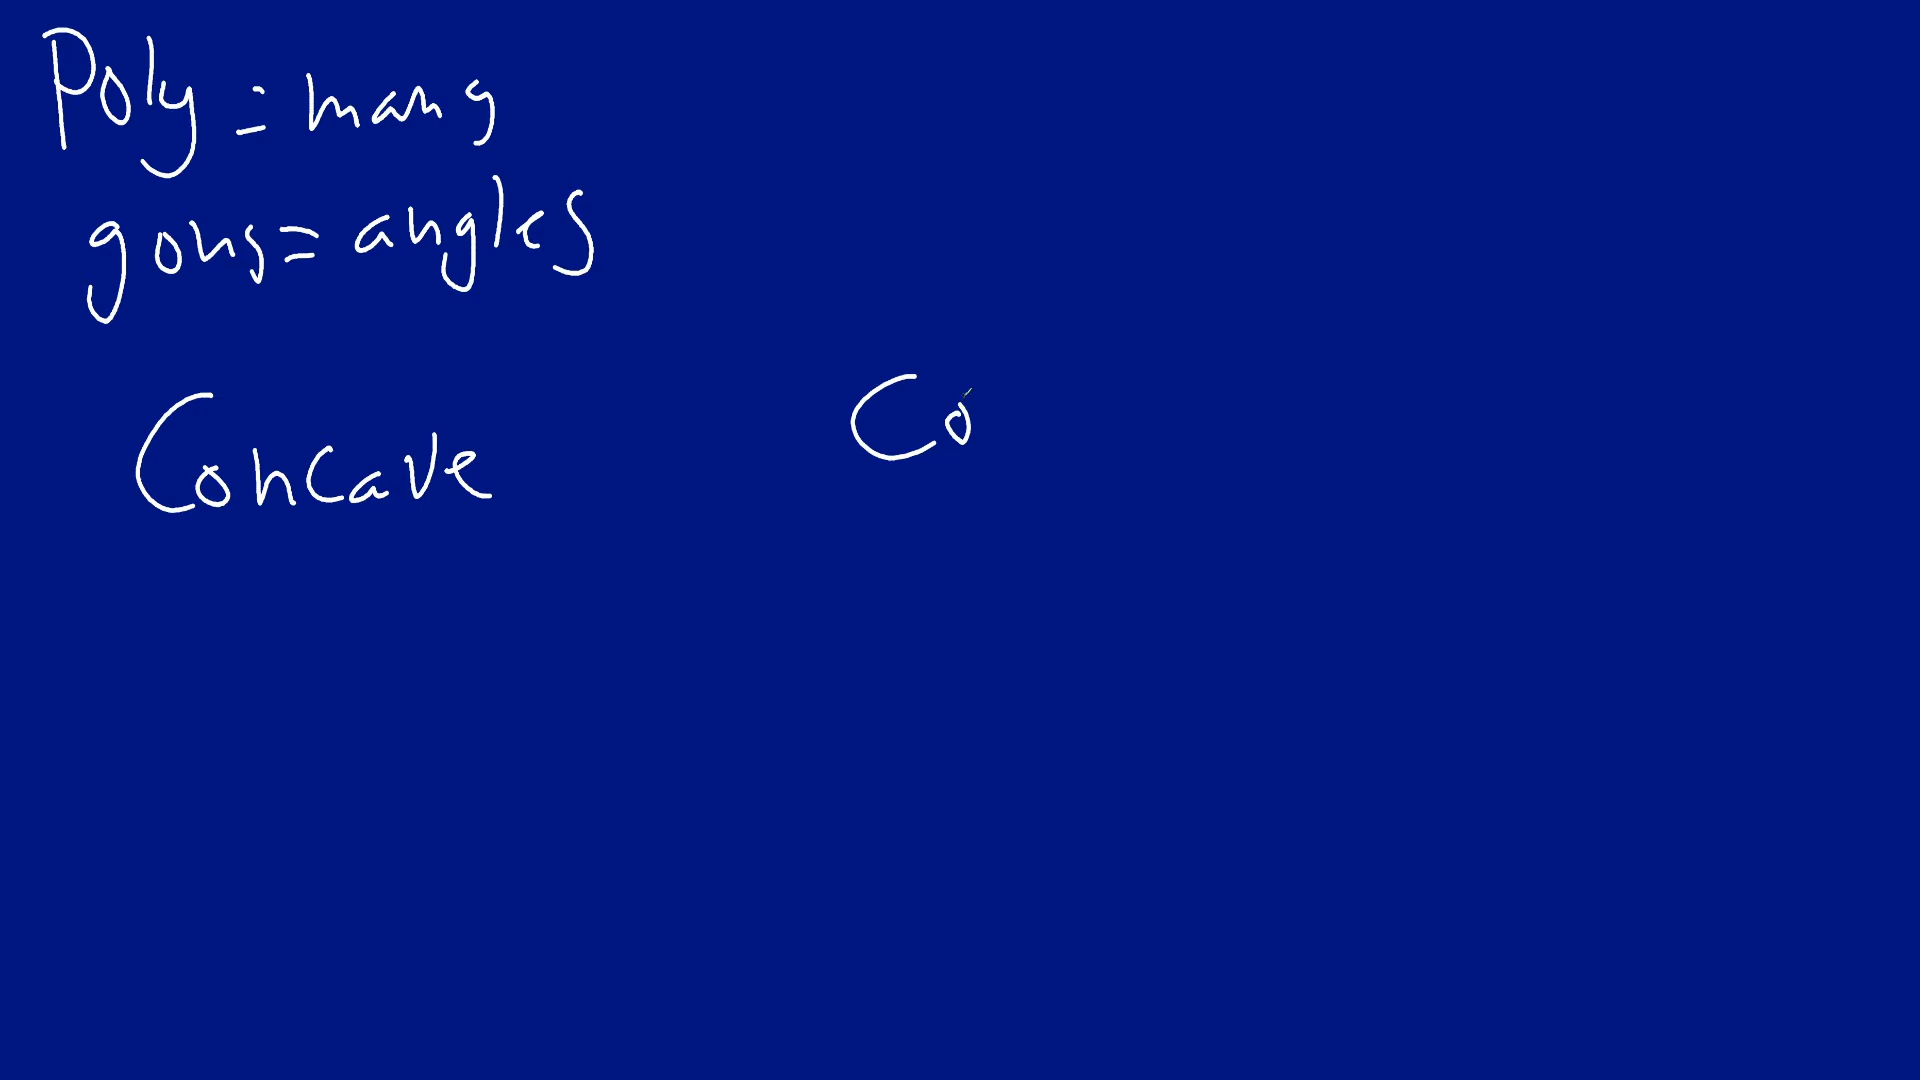 Poly = many
gons = angles
Concave Co